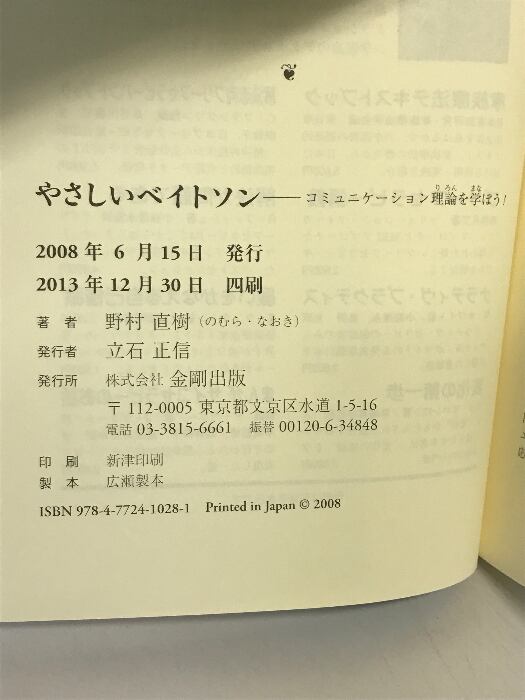 やさしいベイトソン――コミュニケーション理論を学ぼう!
2008年 6月15日 発行
2013年12月30日 四刷
著者 野村 直樹(のむら・なおき)
発行者 立石 正信
発行所 株式会社 金剛出版
〒112-0005 東京都文京区水道 1-5-16
電話 03-3815-6661 振替 00120-6-34848
印刷 新津印刷
製本 広瀬製本
ISBN 978-4-7724-1028-1 Printed in Japan © 2008